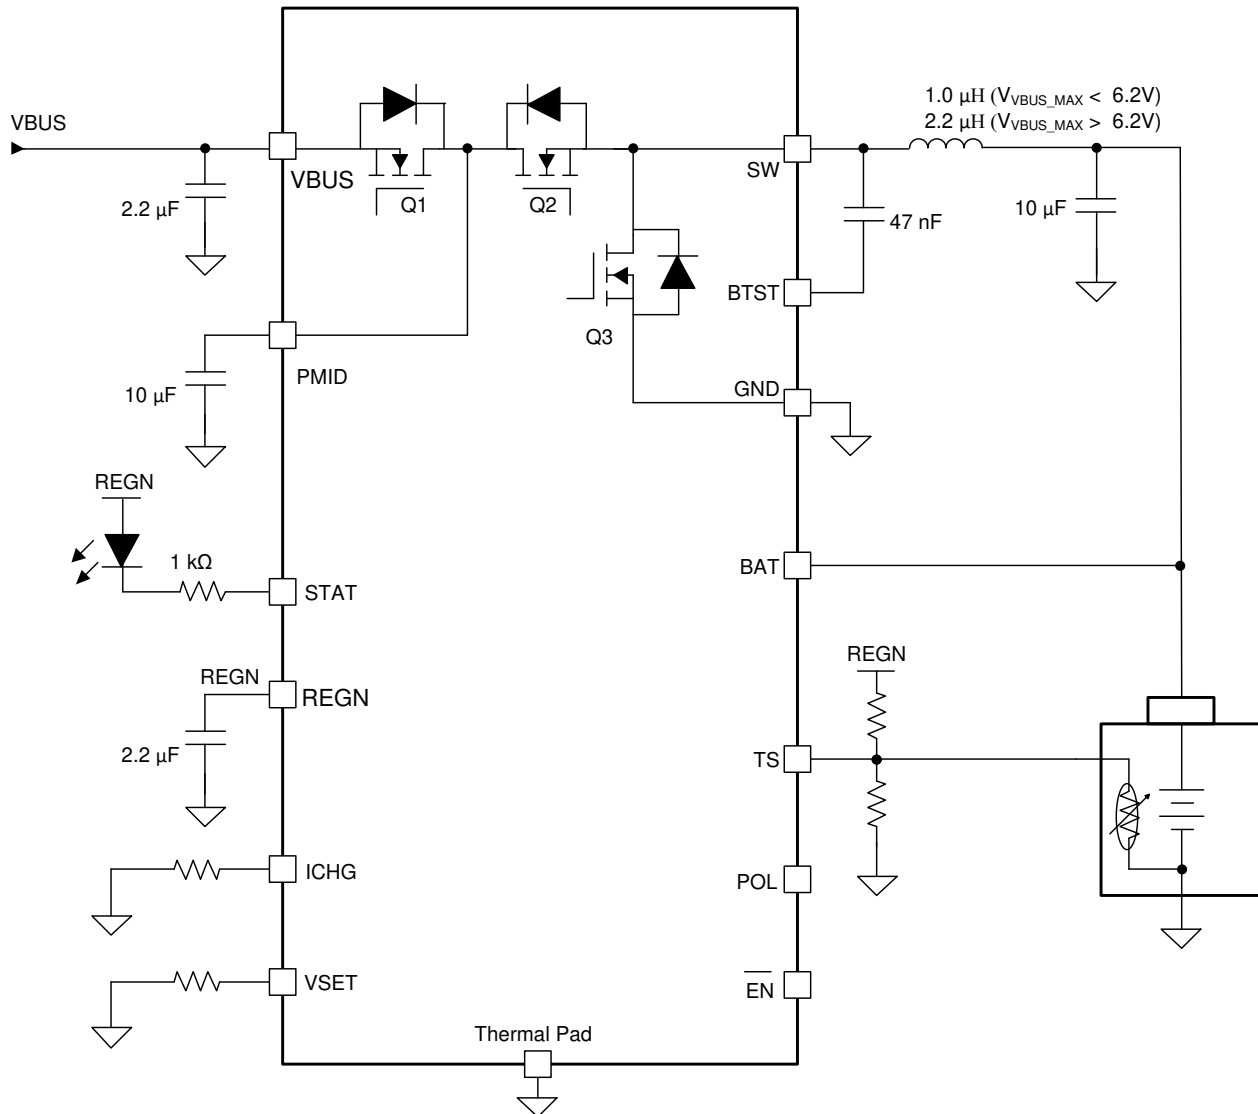 1.0 µH (V_VBUS_MAX < 6.2V)
2.2 µH (V_VBUS_MAX > 6.2V)
VBUS
VBUS
Q1
Q2
SW
2.2 µF
47 nF
10 µF
BTST
Q3
PMID
10 µF
GND
REGN
1 kΩ
STAT
BAT
REGN
REGN
REGN
2.2 µF
TS
ICHG
POL
VSET
EN
Thermal Pad